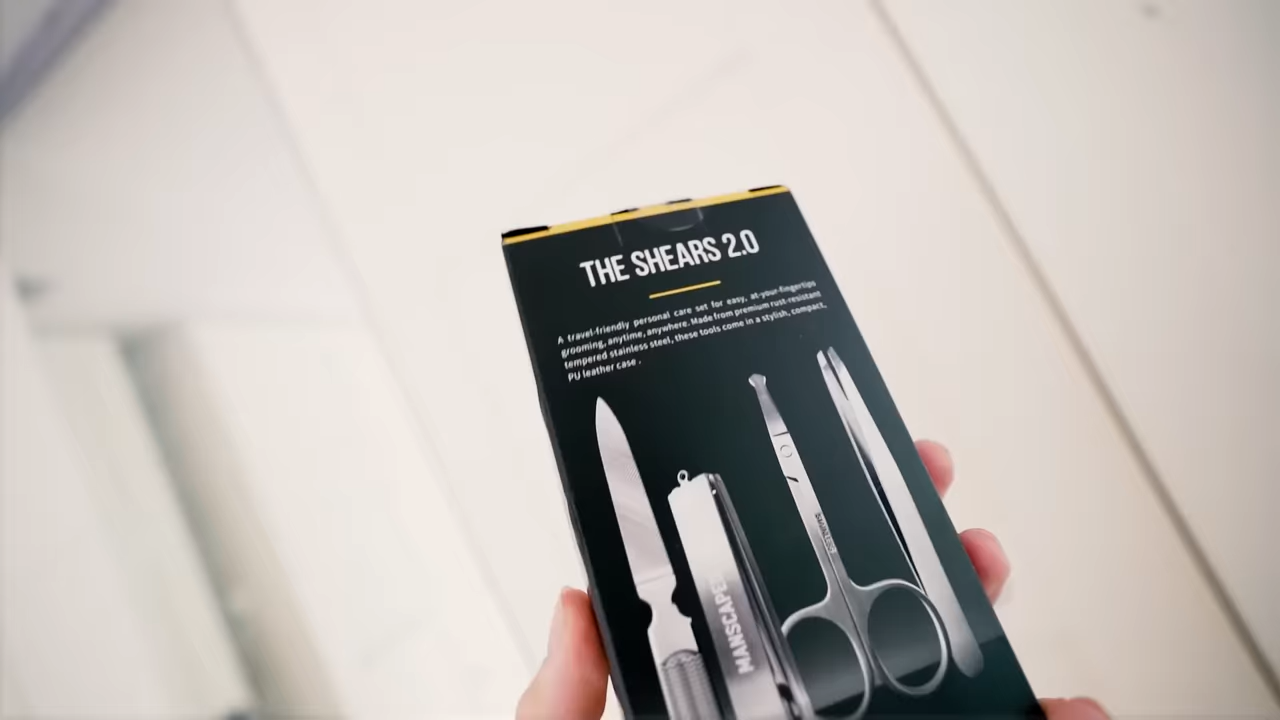 THE SHEARS 2.0
A travel-friendly personal care set for easy, at-your-fingertips
grooming, anytime, anywhere. Made from premium rust-resistant
tempered stainless steel, these tools come in a stylish, compact,
PU leather case .
MANSCAPED
STAINLESS